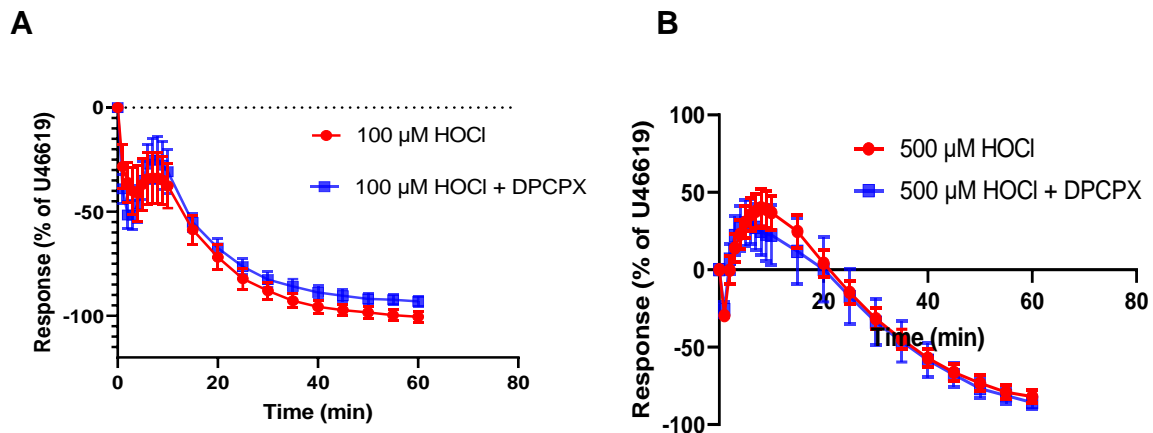 A
B
Response (% of U46619)
0
-50
-100
0
20
40
60
80
Time (min)
100 µM HOCl
100 µM HOCl + DPCPX
Response (% of U46619)
100
50
0
-50
-100
20
40
60
80
Time (min)
500 µM HOCl
500 µM HOCl + DPCPX